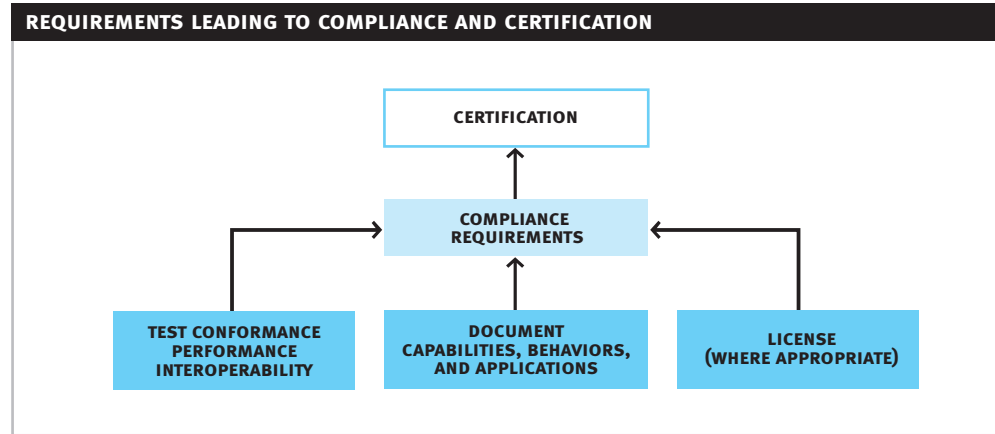 REQUIREMENTS LEADING TO COMPLIANCE AND CERTIFICATION
CERTIFICATION
COMPLIANCE
REQUIREMENTS
TEST CONFORMANCE
PERFORMANCE
INTEROPERABILITY
DOCUMENT
CAPABILITIES, BEHAVIORS,
AND APPLICATIONS
LICENSE
(WHERE APPROPRIATE)